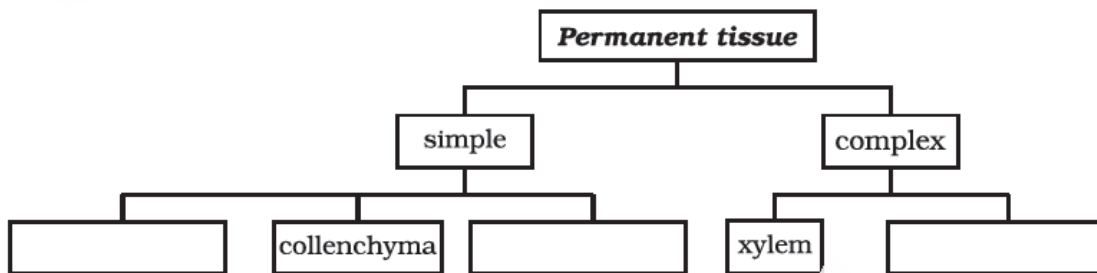 Permanent tissue
simple
complex
collenchyma
xylem